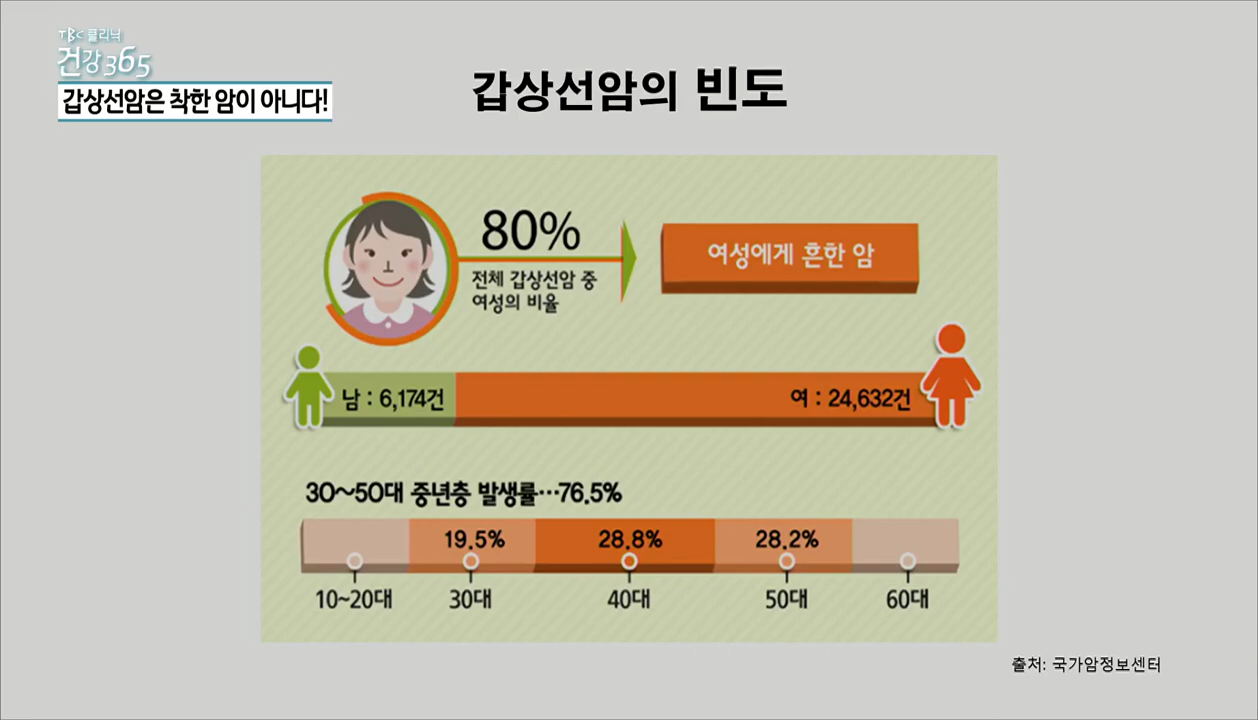 TBC 클리닉
건강365
갑상선암은 착한 암이 아니다!
갑상선암의 빈도
80%
전체 갑상선암 중
여성의 비율
여성에게 흔한 암
남 : 6,174건
여 : 24,632건
30~50대 중년층 발생률…76.5%
19.5% 28.8% 28.2%
10~20대 30대 40대 50대 60대
출처: 국가암정보센터